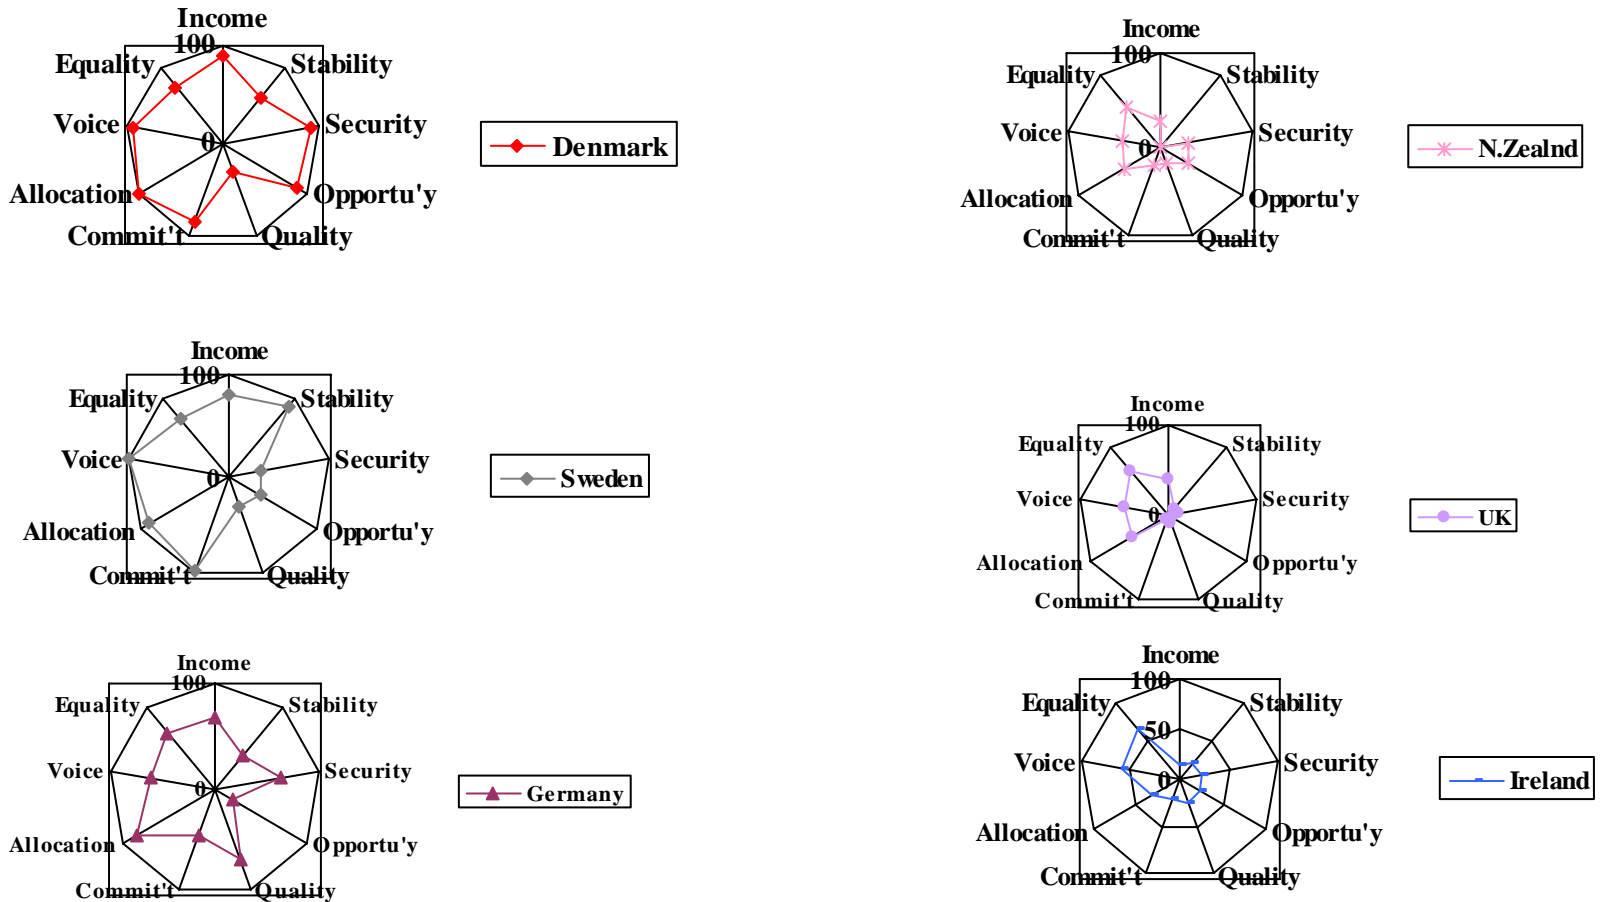 Income
100
Equality
Stability
Voice
0
Security
Allocation
Opportu'y
Commit't
Quality
Denmark
Income
100
Equality
Stability
Voice
0
Security
Allocation
Opportu'y
Commit't
Quality
N.Zealnd
Income
100
Equality
Stability
Voice
0
Security
Allocation
Opportu'y
Commit't
Quality
Sweden
Income
100
Equality
Stability
Voice
0
Security
Allocation
Opportu'y
Commit't
Quality
UK
Income
100
Equality
Stability
Voice
0
Security
Allocation
Opportu'y
Commit't
Quality
Germany
Income
100
Equality
Stability
50
Voice
0
Security
Allocation
Opportu'y
Commit't
Quality
Ireland